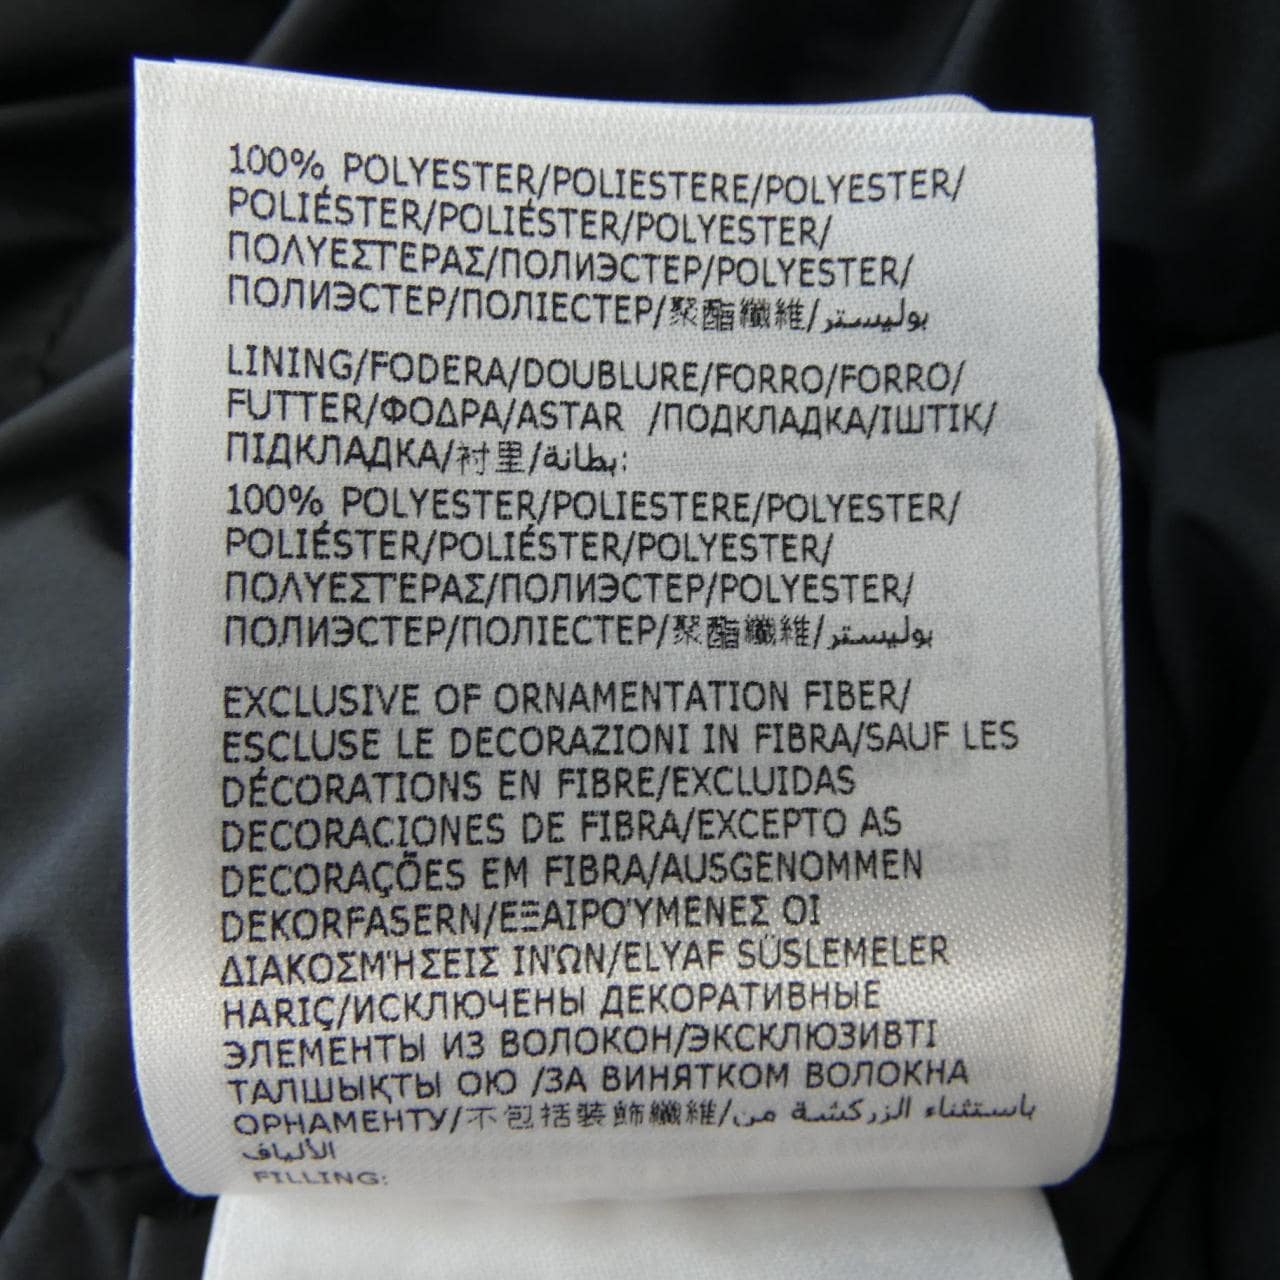 100% POLYESTER/POLIESTERE/POLYESTER/
POLIÉSTER/POLIÉSTER/POLYESTER/
ΠΟΛΥΕΣΤΕΡΑΣ/ПОЛИЭСТЕР/POLYESTER/
ПОЛИЭСТЕР/ПОЛІЕСТЕР/聚酯纖維/بوليستر
LINING/FODERA/DOUBLURE/FORRO/FORRO/
FUTTER/ΦΟΔΡΑ/ASTAR /ПОДКЛАДКА/ІШТІК/
ПІДКЛАДКА/衬里/بطانة:
100% POLYESTER/POLIESTERE/POLYESTER/
POLIÉSTER/POLIÉSTER/POLYESTER/
ΠΟΛΥΕΣΤΕΡΑΣ/ПОЛИЭСТЕР/POLYESTER/
ПОЛИЭСТЕР/ПОЛІЕСТЕР/聚酯纖維/بوليستر
EXCLUSIVE OF ORNAMENTATION FIBER/
ESCLUSE LE DECORAZIONI IN FIBRA/SAUF LES
DÉCORATIONS EN FIBRE/EXCLUIDAS
DECORACIONES DE FIBRA/EXCEPTO AS
DECORAÇÕES EM FIBRA/AUSGENOMMEN
DEKORFASERN/ΕΞΑΙΡΟΎΜΕΝΕΣ ΟΙ
ΔΙΑΚΟΣΜΉΣΕΙΣ ΙΝΏΝ/ELYAF SÜSLEMELER
HARIÇ/ИСКЛЮЧЕНЫ ДЕКОРАТИВНЫЕ
ЭЛЕМЕНТЫ ИЗ ВОЛОКОН/ЭКСКЛЮЗИВТІ
ТАЛШЫҚТЫ ОЮ /ЗА ВИНЯТКОМ ВОЛОКНА
ОРНАМЕНТУ/不包括装飾纖維/باستثناء الزركشة من
الألياف
FILLING: